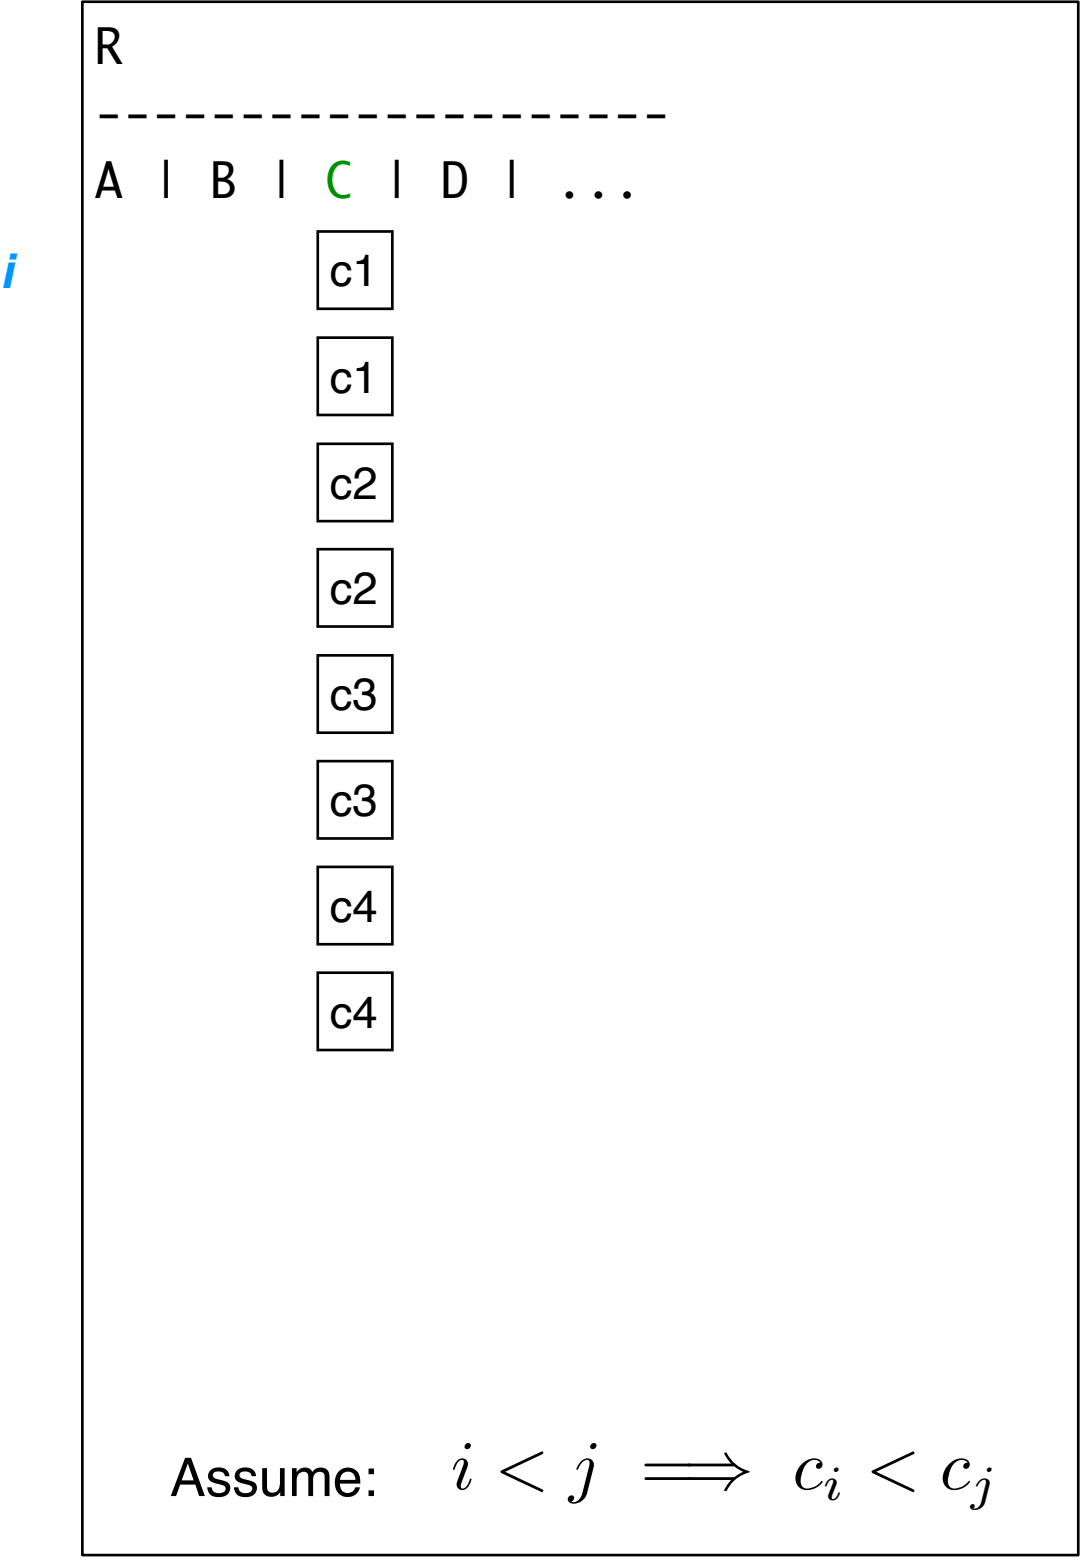 R
--------------------
A | B | C | D | ...
i
c1
c1
c2
c2
c3
c3
c4
c4
Assume: i < j ⟹ c_i < c_j